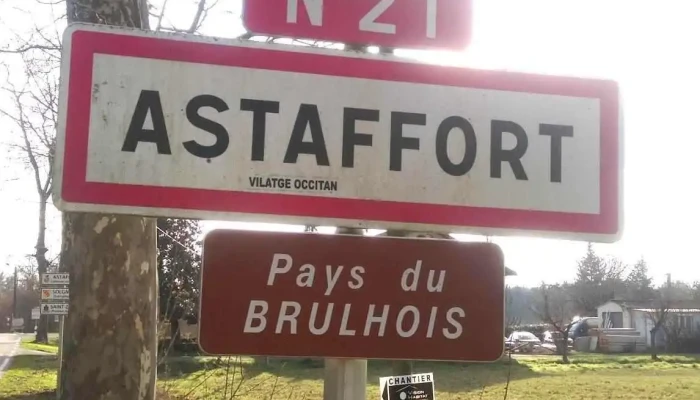 N 21
ASTAFFORT
VILATGE OCCITAN
Pays du
BRULHOIS
CHANTIER